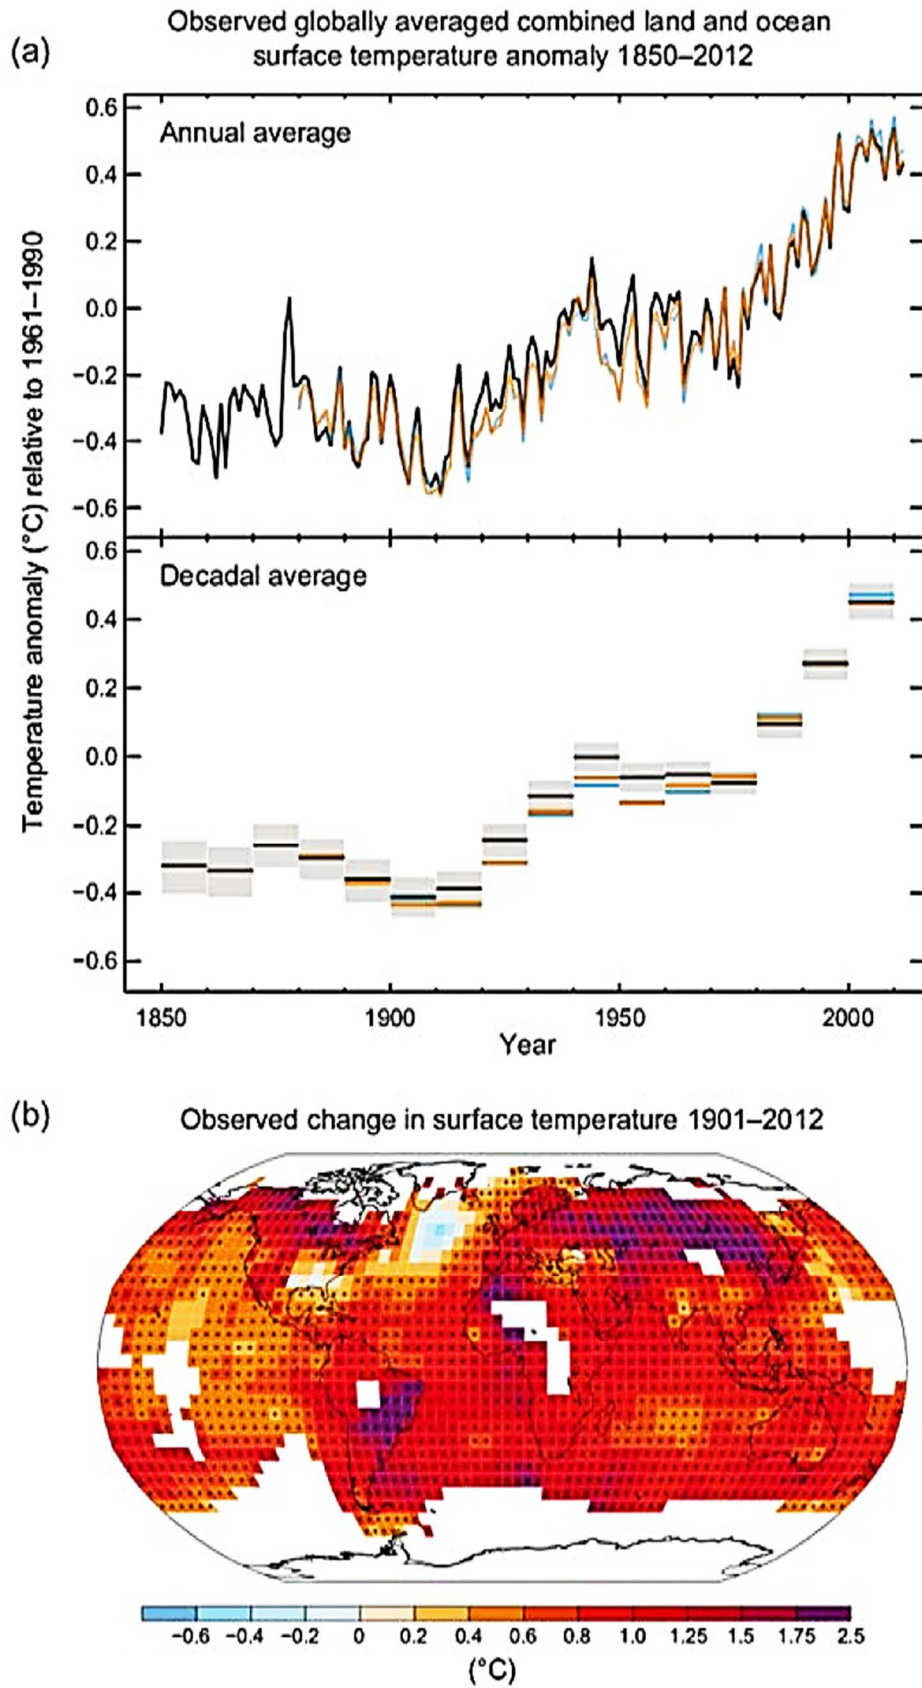 Observed globally averaged combined land and ocean
(a) surface temperature anomaly 1850–2012
Temperature anomaly (°C) relative to 1961–1990
Annual average
0.6
0.4
0.2
0.0
−0.2
−0.4
−0.6
Decadal average
0.6
0.4
0.2
0.0
−0.2
−0.4
−0.6
1850 1900 1950 2000
Year
(b) Observed change in surface temperature 1901–2012
−0.6 −0.4 −0.2 0 0.2 0.4 0.6 0.8 1.0 1.25 1.5 1.75 2.5
(°C)